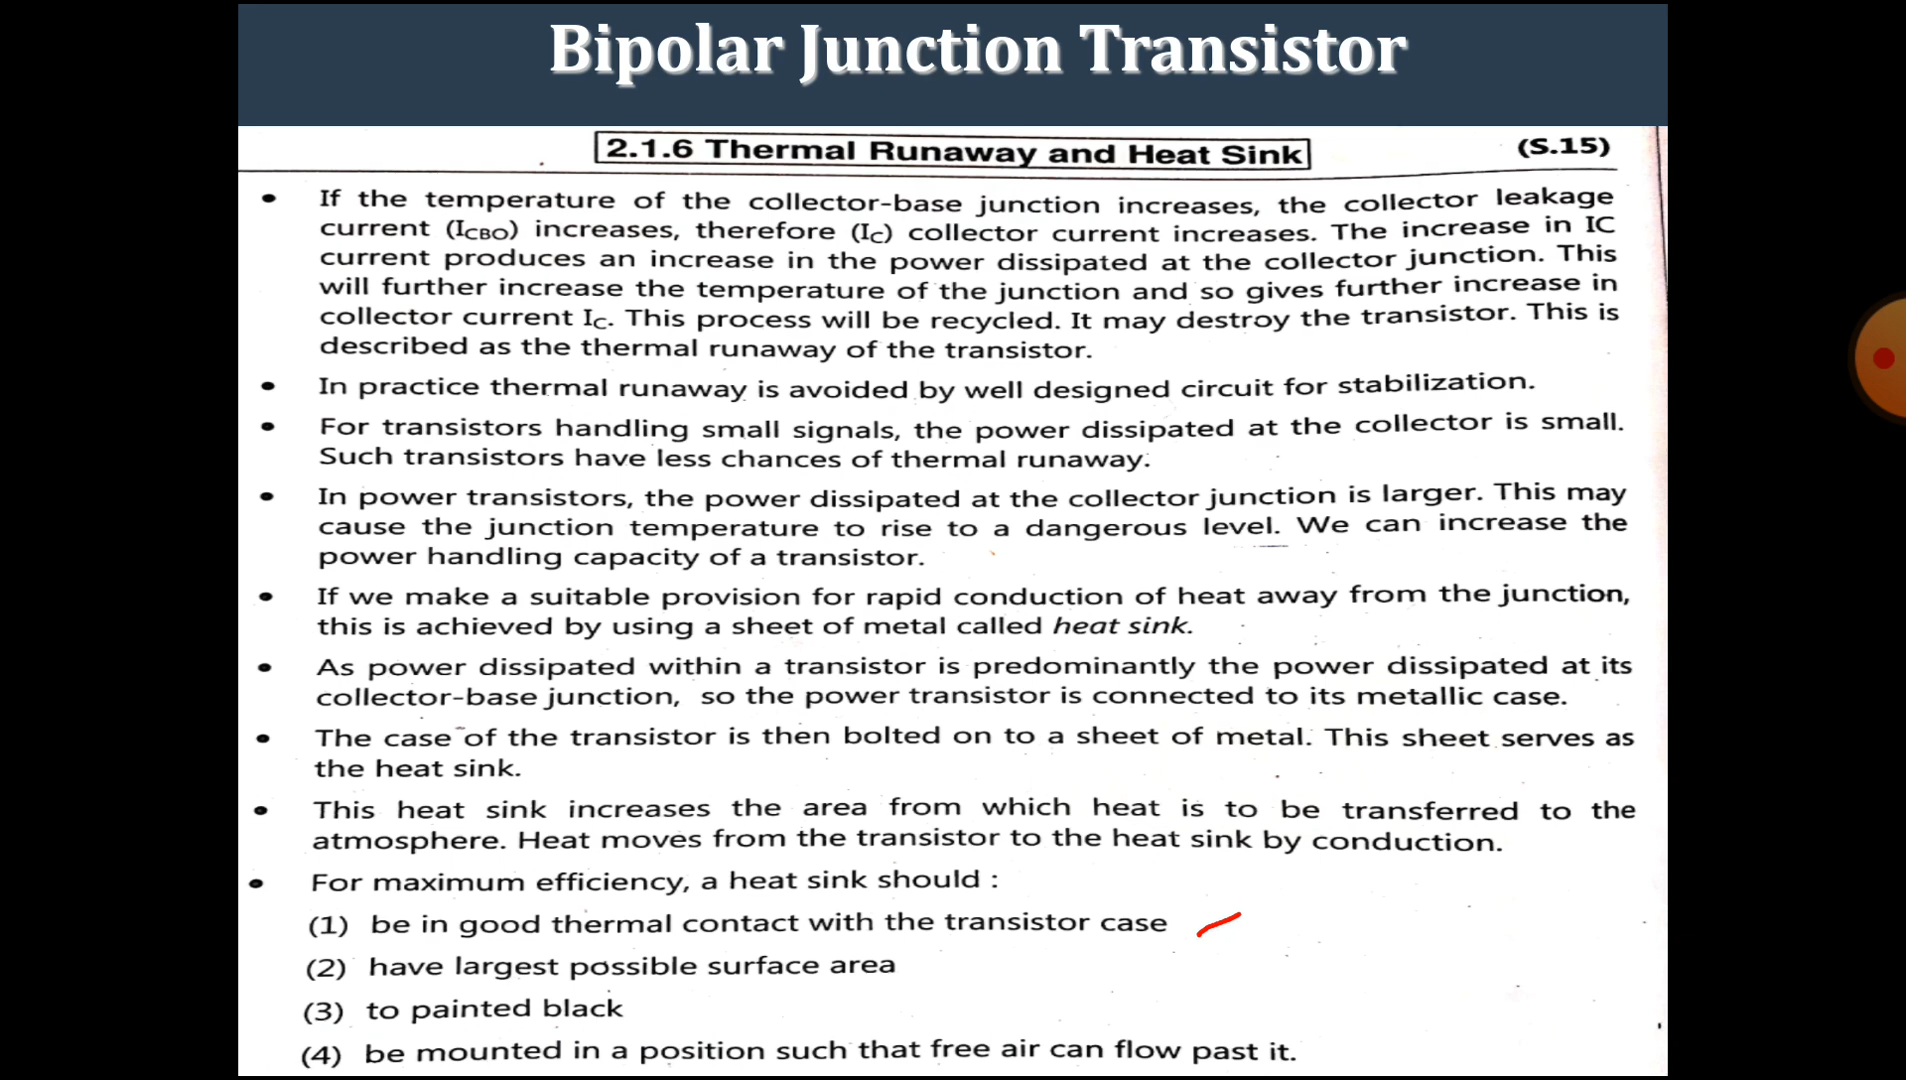 Bipolar Junction Transistor
2.1.6 Thermal Runaway and Heat Sink
(S.15)
• If the temperature of the collector-base junction increases, the collector leakage
current (ICBO) increases, therefore (IC) collector current increases. The increase in IC
current produces an increase in the power dissipated at the collector junction. This
will further increase the temperature of the junction and so gives further increase in
collector current IC. This process will be recycled. It may destroy the transistor. This is
described as the thermal runaway of the transistor.
• In practice thermal runaway is avoided by well designed circuit for stabilization.
• For transistors handling small signals, the power dissipated at the collector is small.
Such transistors have less chances of thermal runaway.
• In power transistors, the power dissipated at the collector junction is larger. This may
cause the junction temperature to rise to a dangerous level. We can increase the
power handling capacity of a transistor.
• If we make a suitable provision for rapid conduction of heat away from the junction,
this is achieved by using a sheet of metal called heat sink.
• As power dissipated within a transistor is predominantly the power dissipated at its
collector-base junction, so the power transistor is connected to its metallic case.
• The case of the transistor is then bolted on to a sheet of metal. This sheet serves as
the heat sink.
• This heat sink increases the area from which heat is to be transferred to the
atmosphere. Heat moves from the transistor to the heat sink by conduction.
• For maximum efficiency, a heat sink should :
(1) be in good thermal contact with the transistor case
(2) have largest possible surface area
(3) to painted black
(4) be mounted in a position such that free air can flow past it.